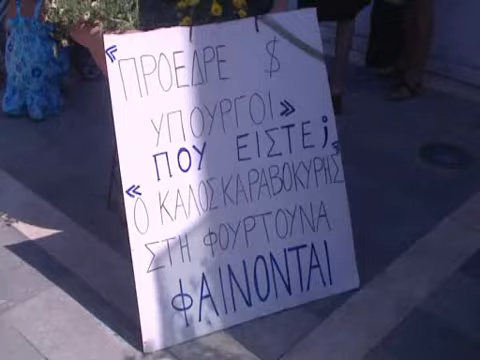 «ΠΡΟΕΔΡΕ $
ΥΠΟΥΡΓΟΙ»
ΠΟΥ ΕΙΣΤΕ;
«Ο ΚΑΛΟΣ ΚΑΡΑΒΟΚΥΡΗΣ»
ΣΤΗ ΦΟΥΡΤΟΥΝΑ
ΦΑΙΝΟΝΤΑΙ